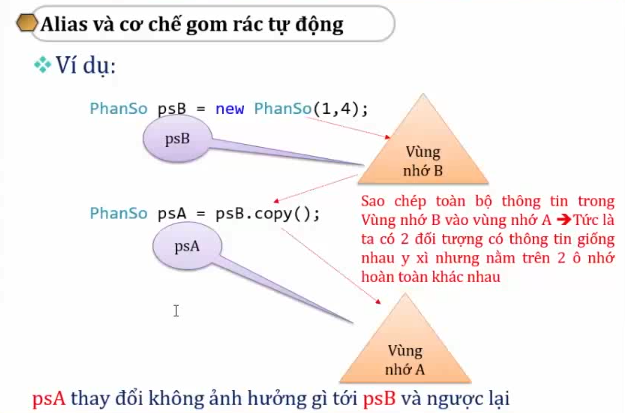 Alias và cơ chế gom rác tự động
Ví dụ:
PhanSo psB = new PhanSo(1,4);
psB
Vùng
nhớ B
PhanSo psA = psB.copy();
Sao chép toàn bộ thông tin trong
Vùng nhớ B vào vùng nhớ A ➔Tức là
ta có 2 đối tượng có thông tin giống
nhau y xì nhưng nằm trên 2 ô nhớ
hoàn toàn khác nhau
psA
Vùng
nhớ A
psA thay đổi không ảnh hưởng gì tới psB và ngược lại